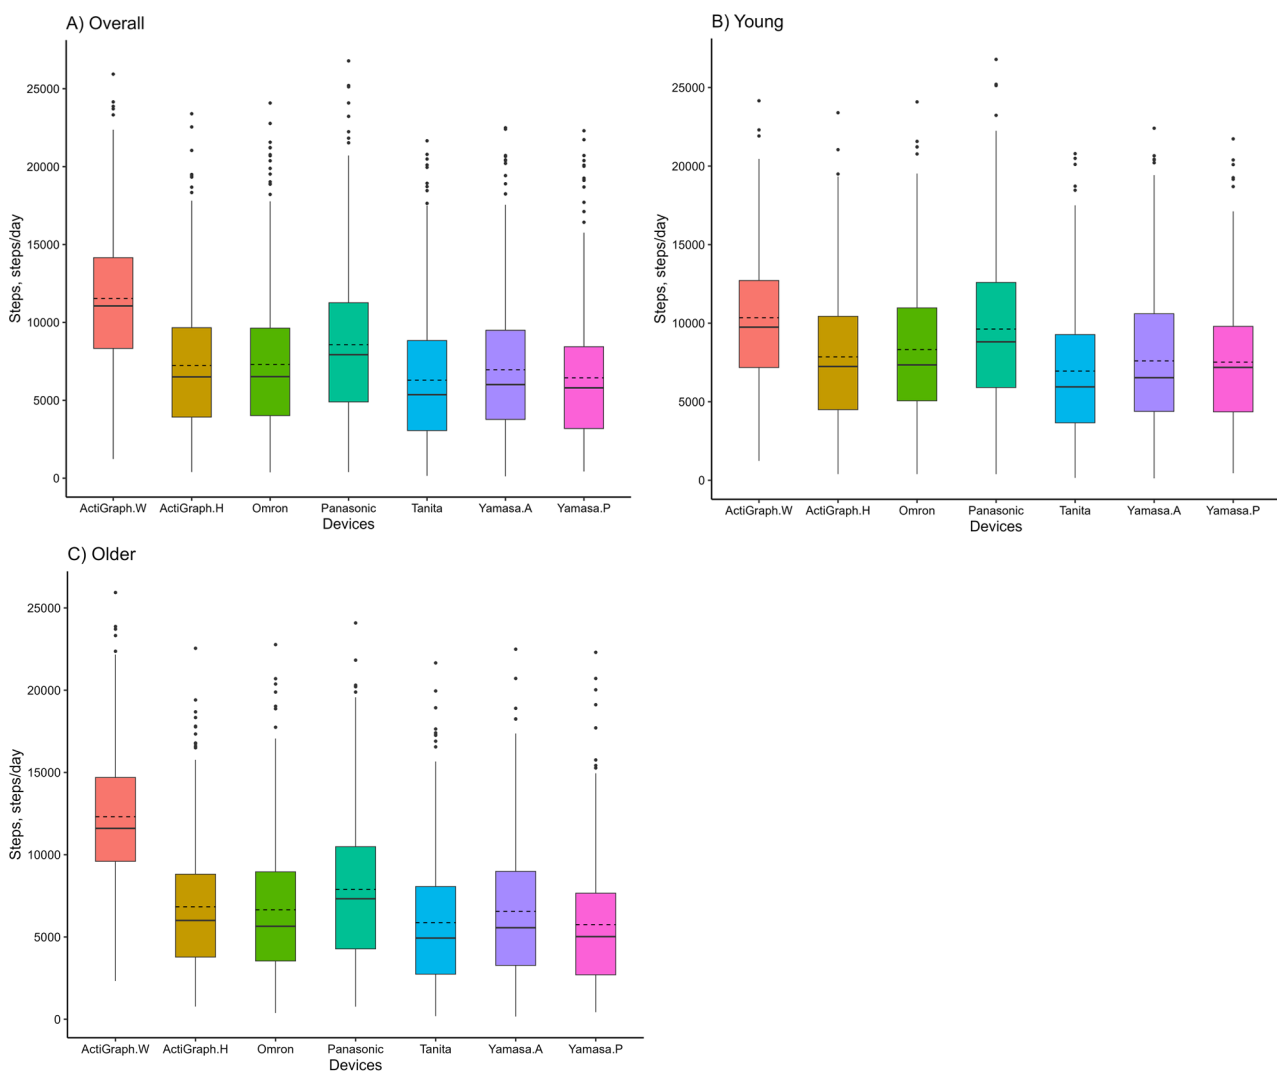 A) Overall
Steps, steps/day
25000
20000
15000
10000
5000
0
ActiGraph.W ActiGraph.H Omron Panasonic Tanita Yamasa.A Yamasa.P
Devices
B) Young
Steps, steps/day
25000
20000
15000
10000
5000
0
ActiGraph.W ActiGraph.H Omron Panasonic Tanita Yamasa.A Yamasa.P
Devices
C) Older
Steps, steps/day
25000
20000
15000
10000
5000
0
ActiGraph.W ActiGraph.H Omron Panasonic Tanita Yamasa.A Yamasa.P
Devices